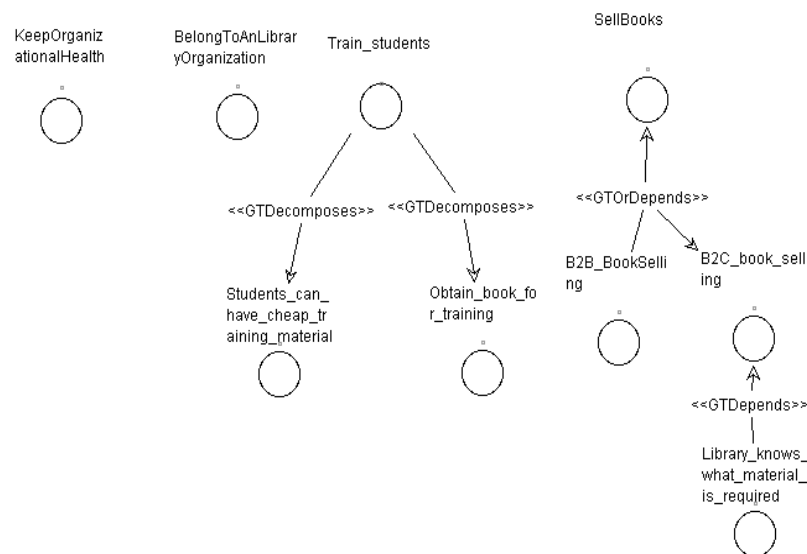 KeepOrganiz
ationalHealth
BelongToAnLibrar
yOrganization
Train_students
SellBooks
<<GTDecomposes>>
<<GTDecomposes>>
<<GTOrDepends>>
Students_can_
have_cheap_tr
aining_material
Obtain_book_fo
r_training
B2B_BookSelli
ng
B2C_book_sell
ing
<<GTDepends>>
Library_knows_
what_material_
is_required